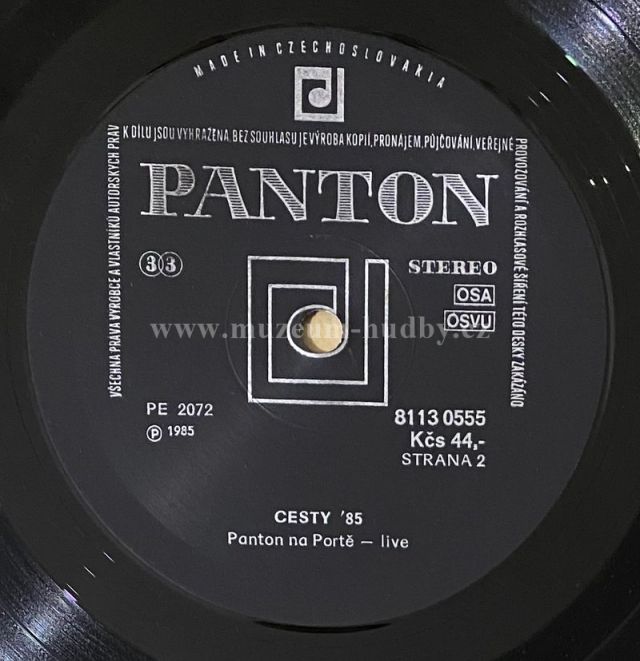 MADE IN CZECHOSLOVAKIA
VŠECHNA PRÁVA VÝROBCE A VLASTNÍKŮ AUTORSKÝCH PRÁV
K DÍLU JSOU VYHRAŽENA. BEZ SOUHLASU JE VÝROBA KOPIÍ, PRONÁJEM, PŮJČOVÁNÍ, VEŘEJNÉ
PROVOZOVÁNÍ A ROZHLASOVÉ ŠÍŘENÍ TÉTO DESKY ZAKÁZÁNO
PANTON
33
STEREO
OSA
OSVU
www.muzeum-hudby.cz
PE 2072
℗ 1985
8113 0555
Kčs 44,-
STRANA 2
CESTY '85
Panton na Portě – live